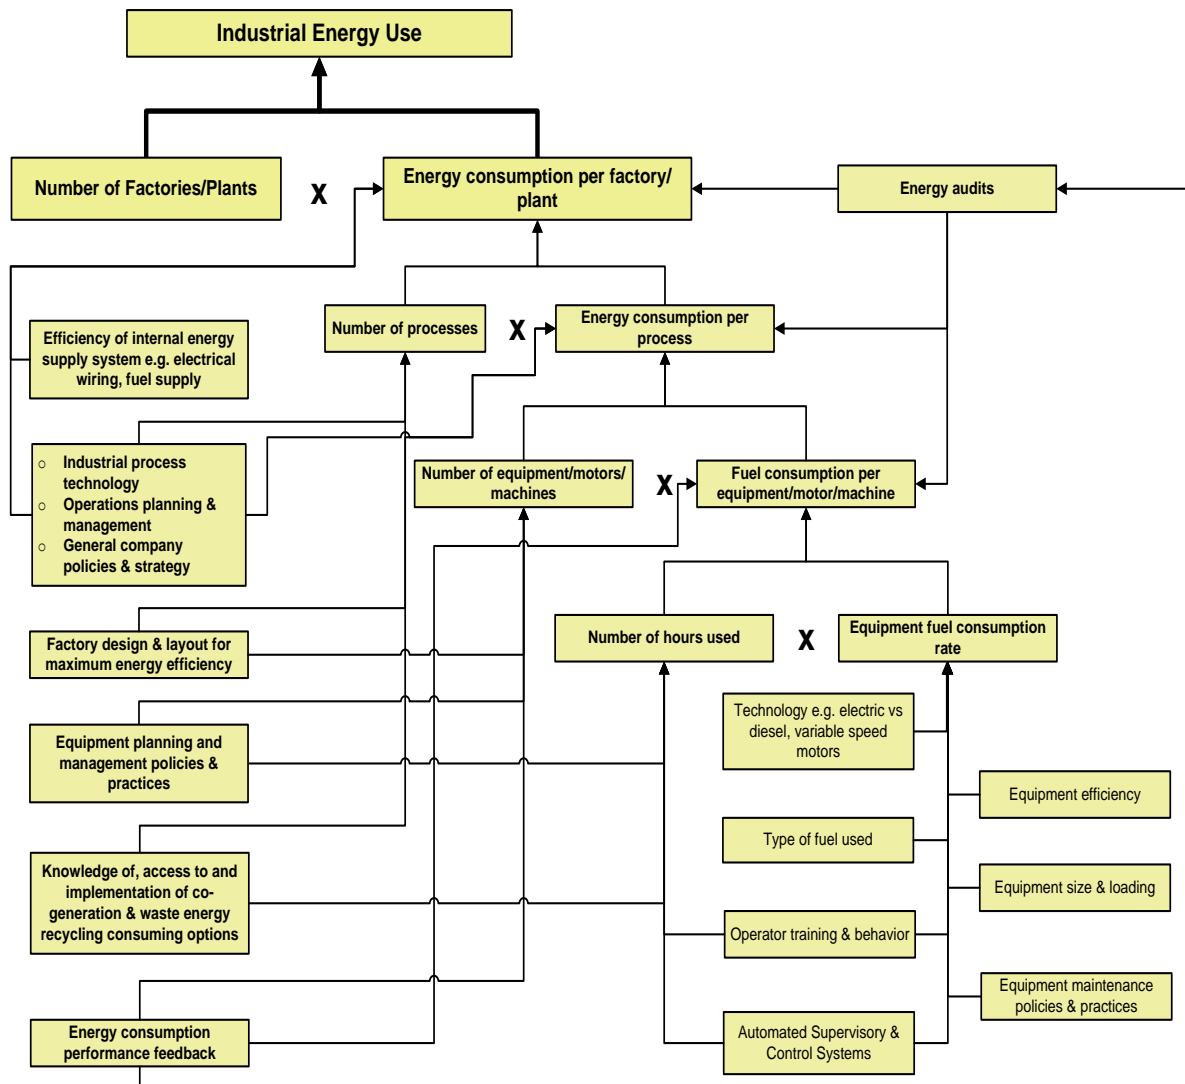 Industrial Energy Use
Number of Factories/Plants
X
Energy consumption per factory/
plant
Energy audits
Number of processes
X
Energy consumption per
process
Efficiency of internal energy
supply system e.g. electrical
wiring, fuel supply
○ Industrial process
technology
○ Operations planning &
management
○ General company
policies & strategy
Number of equipment/motors/
machines
X
Fuel consumption per
equipment/motor/machine
Factory design & layout for
maximum energy efficiency
Number of hours used
X
Equipment fuel consumption
rate
Equipment planning and
management policies &
practices
Technology e.g. electric vs
diesel, variable speed
motors
Equipment efficiency
Type of fuel used
Knowledge of, access to and
implementation of co-
generation & waste energy
recycling consuming options
Equipment size & loading
Operator training & behavior
Equipment maintenance
policies & practices
Energy consumption
performance feedback
Automated Supervisory &
Control Systems